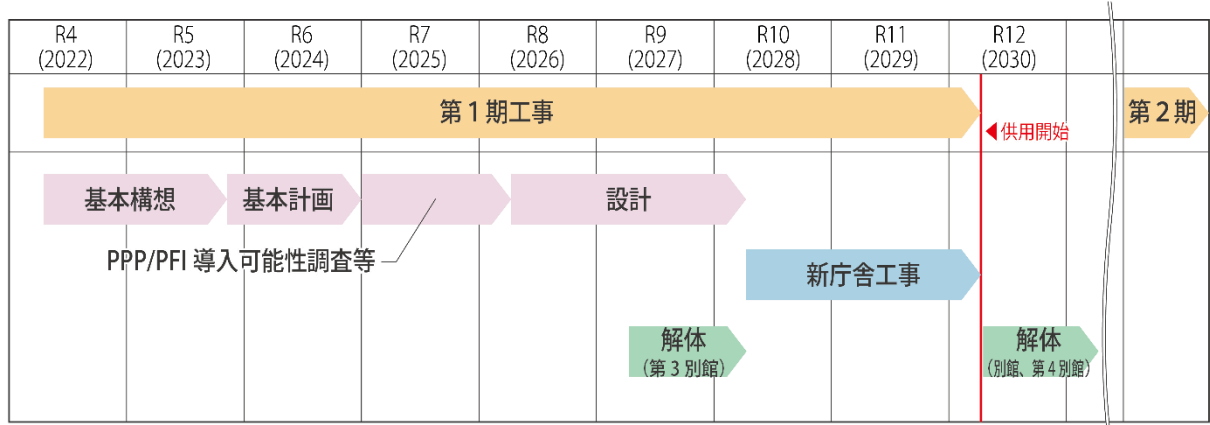 R4 R5 R6 R7 R8 R9 R10 R11 R12
(2022) (2023) (2024) (2025) (2026) (2027) (2028) (2029) (2030)
第1期工事
第2期
◀供用開始
基本構想 基本計画 設計
PPP/PFI 導入可能性調査等
新庁舎工事
解体
(第3別館)
解体
(別館、第4別館)